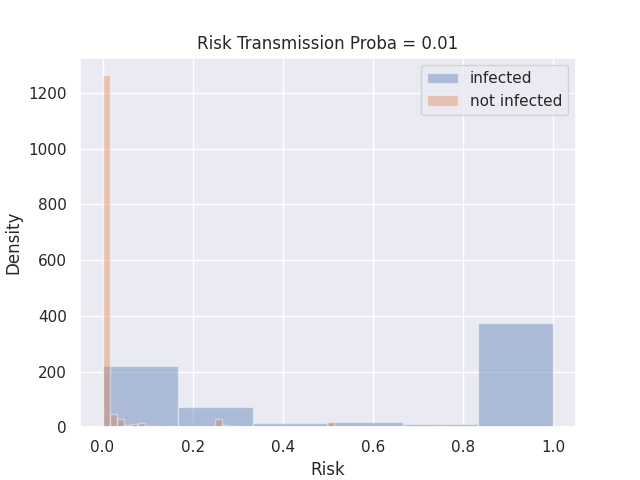 Risk Transmission Proba = 0.01
infected
not infected
1200
1000
800
600
400
200
0
Density
0.0 0.2 0.4 0.6 0.8 1.0
Risk